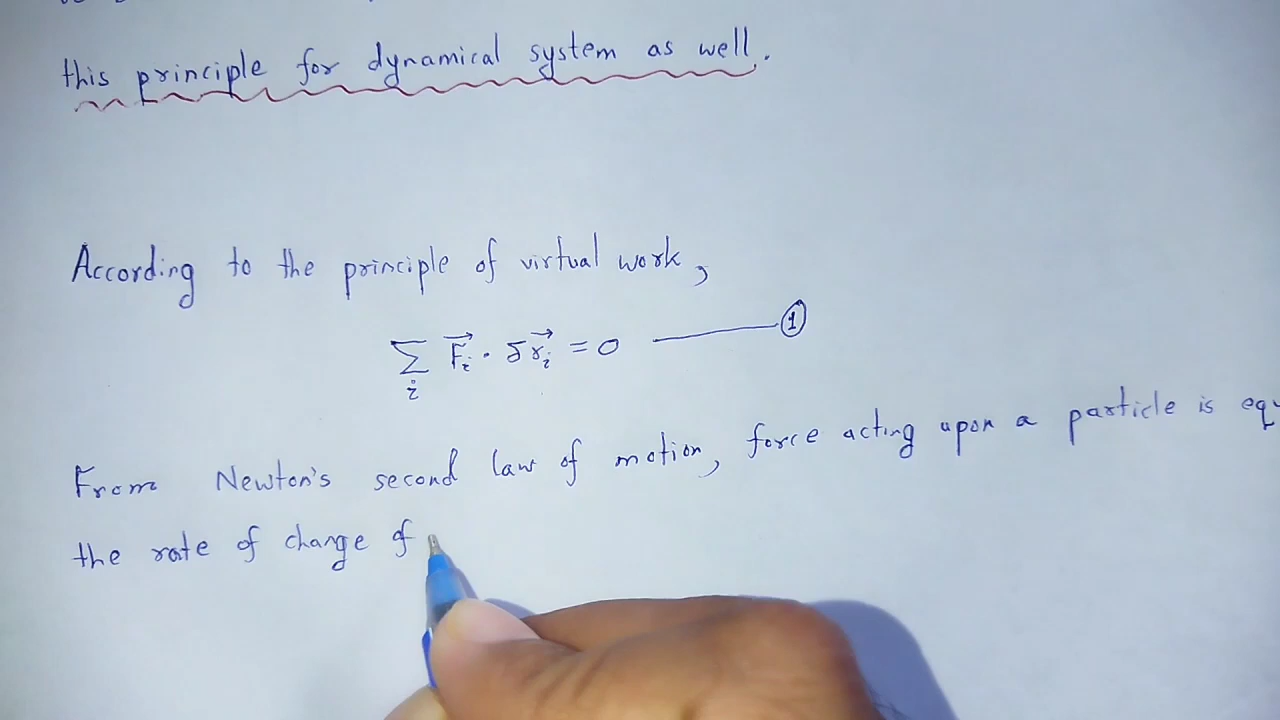 this principle for dynamical system as well.
According to the principle of virtual work,
∑ᵢ F⃗ᵢ · δr⃗ᵢ = 0 ——— ①
From Newton's second law of motion, force acting upon a particle is equ
the rate of change of